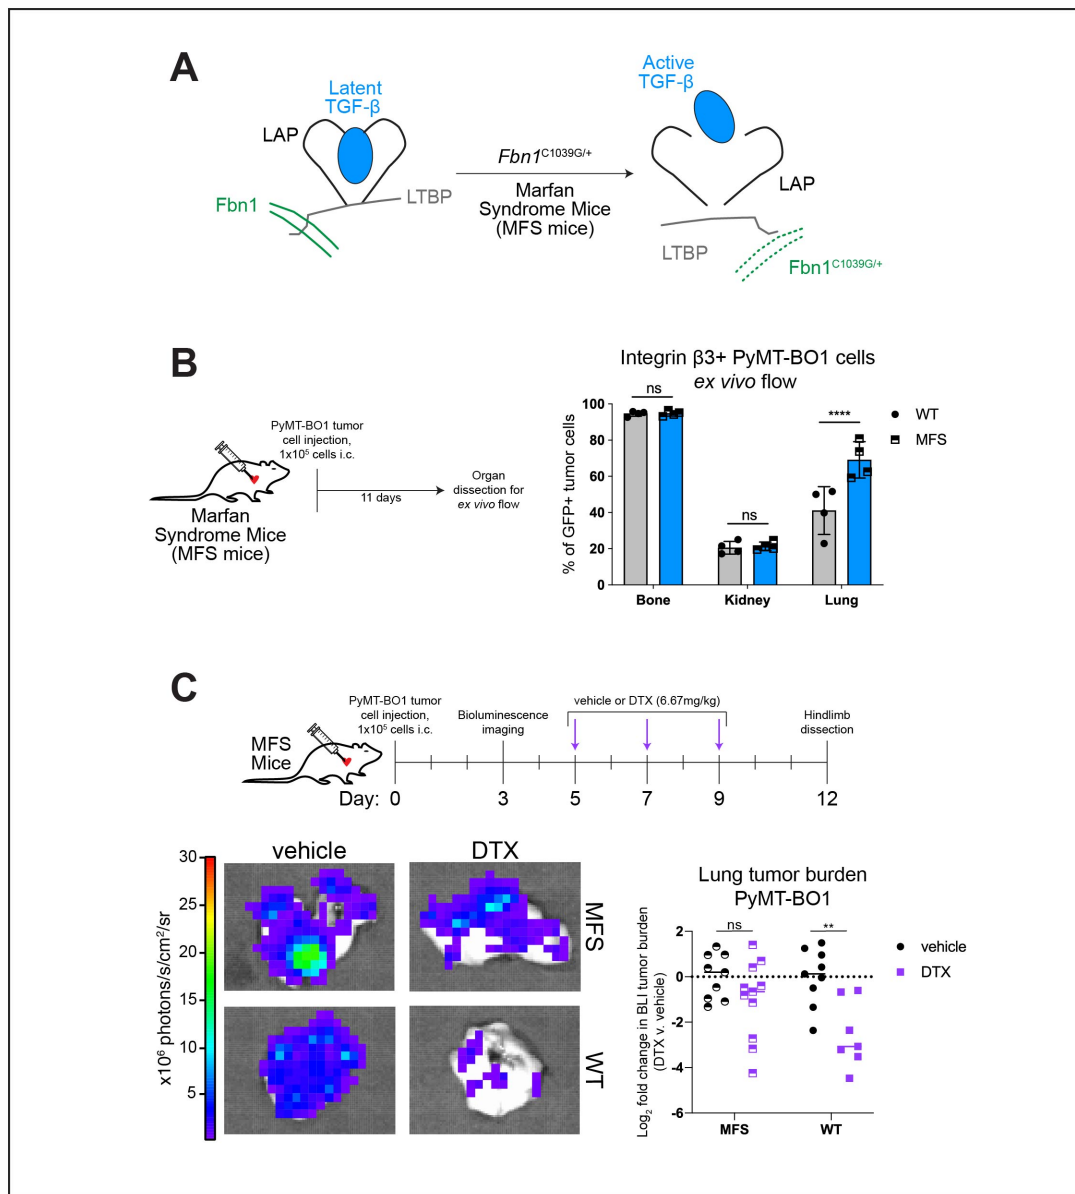 A
Latent
TGF-β
LAP
Fbn1
LTBP
Fbn1C1039G/+
Marfan
Syndrome Mice
(MFS mice)
Active
TGF-β
LAP
LTBP
Fbn1C1039G/+
B
PyMT-BO1 tumor
cell injection,
1x10⁵ cells i.c.
11 days
Organ
dissection for
ex vivo flow
Marfan
Syndrome Mice
(MFS mice)
Integrin β3+ PyMT-BO1 cells
ex vivo flow
% of GFP+ tumor cells
100
80
60
40
20
0
ns
ns
****
Bone
Kidney
Lung
WT
MFS
C
PyMT-BO1 tumor
cell injection,
1x10⁵ cells i.c.
Bioluminescence
imaging
vehicle or DTX (6.67mg/kg)
Hindlimb
dissection
MFS
Mice
Day: 0 3 5 7 9 12
vehicle
DTX
MFS
WT
30
25
20
15
10
5
x10⁶ photons/s/cm²/sr
Lung tumor burden
PyMT-BO1
Log₂ fold change in BLI tumor burden
(DTX v. vehicle)
2
0
-2
-4
-6
ns
**
MFS
WT
vehicle
DTX